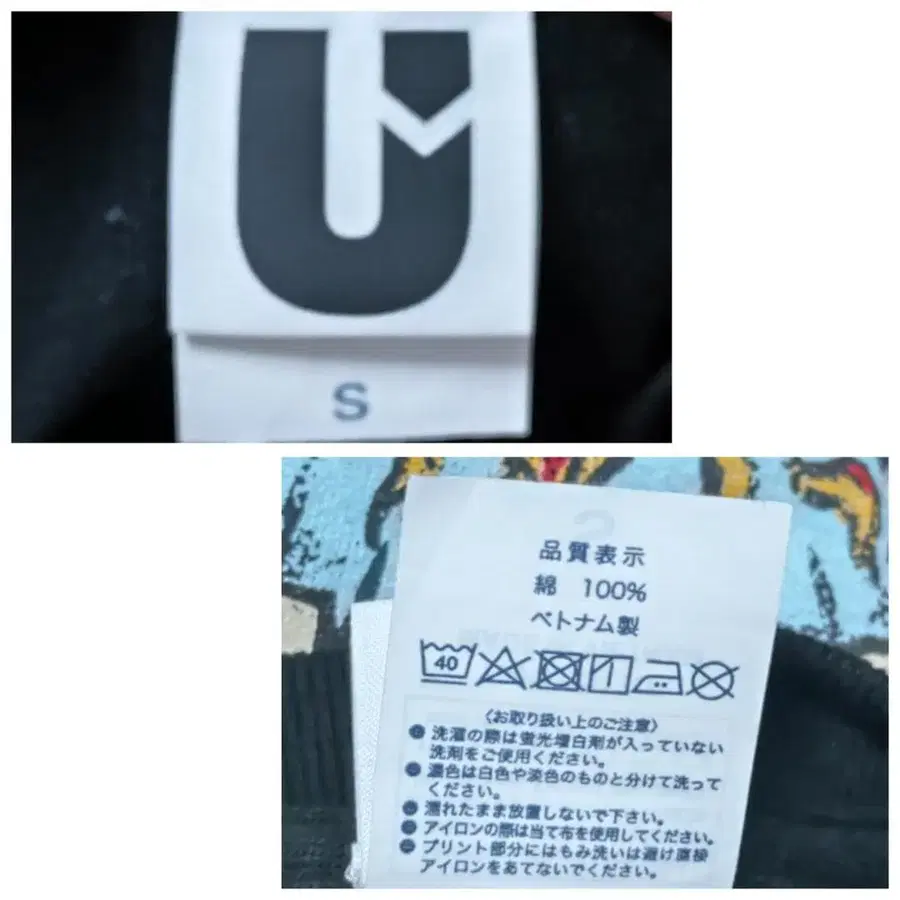 U
S
品質表示
綿 100%
ベトナム製
40
〈お取り扱い上のご注意〉
● 洗濯の際は蛍光増白剤が入っていない
洗剤をご使用ください。
● 濃色は白色や淡色のものと分けて洗って
ください。
● 濡れたまま放置しないで下さい。
● アイロンの際は当て布を使用してください。
● プリント部分にはもみ洗いは避け直接
アイロンをあてないでください。